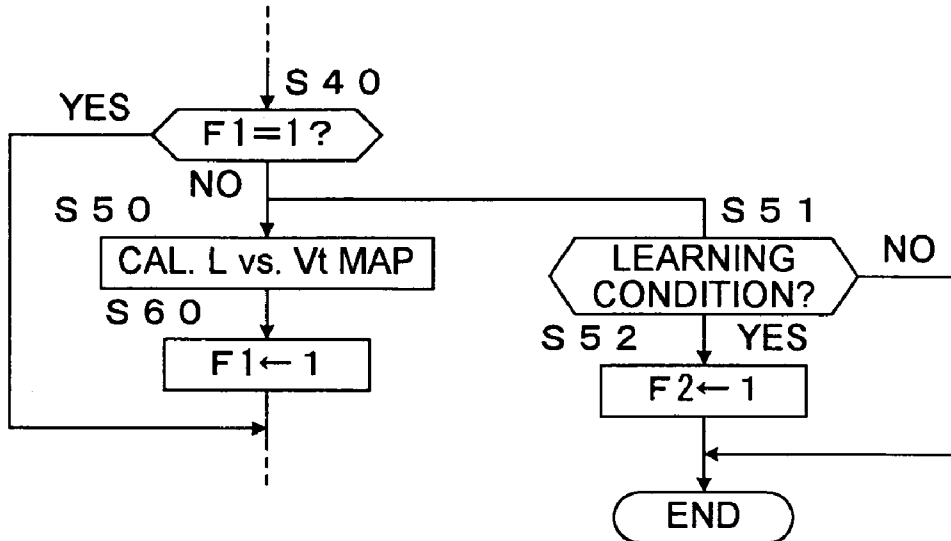 S 4 0
YES
F1=1?
NO
S 5 0
S 5 1
CAL. L vs. Vt MAP
LEARNING
CONDITION?
NO
S 6 0
S 5 2
YES
F1← 1
F2← 1
END